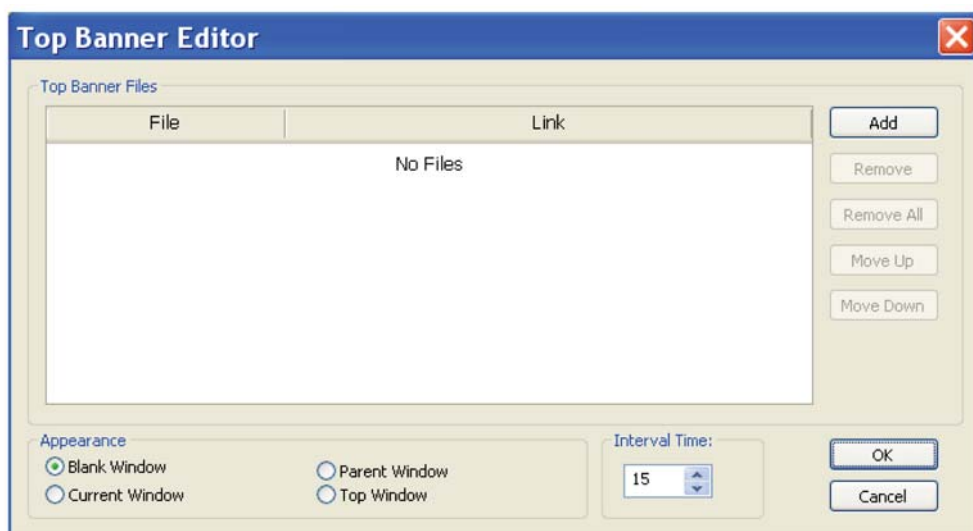 Top Banner Editor
Top Banner Files
File Link
No Files
Add
Remove
Remove All
Move Up
Move Down
Appearance
Blank Window
Current Window
Parent Window
Top Window
Interval Time:
15
OK
Cancel